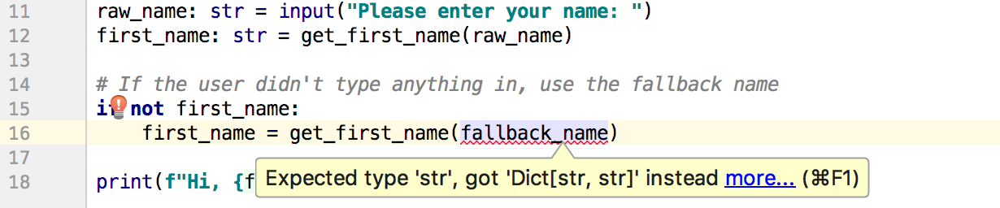 11 raw_name: str = input("Please enter your name: ")
12 first_name: str = get_first_name(raw_name)
13
14 # If the user didn't type anything in, use the fallback name
15 if not first_name:
16 first_name = get_first_name(fallback_name)
17
18 print(f"Hi, {f
Expected type 'str', got 'Dict[str, str]' instead more... (⌘F1)